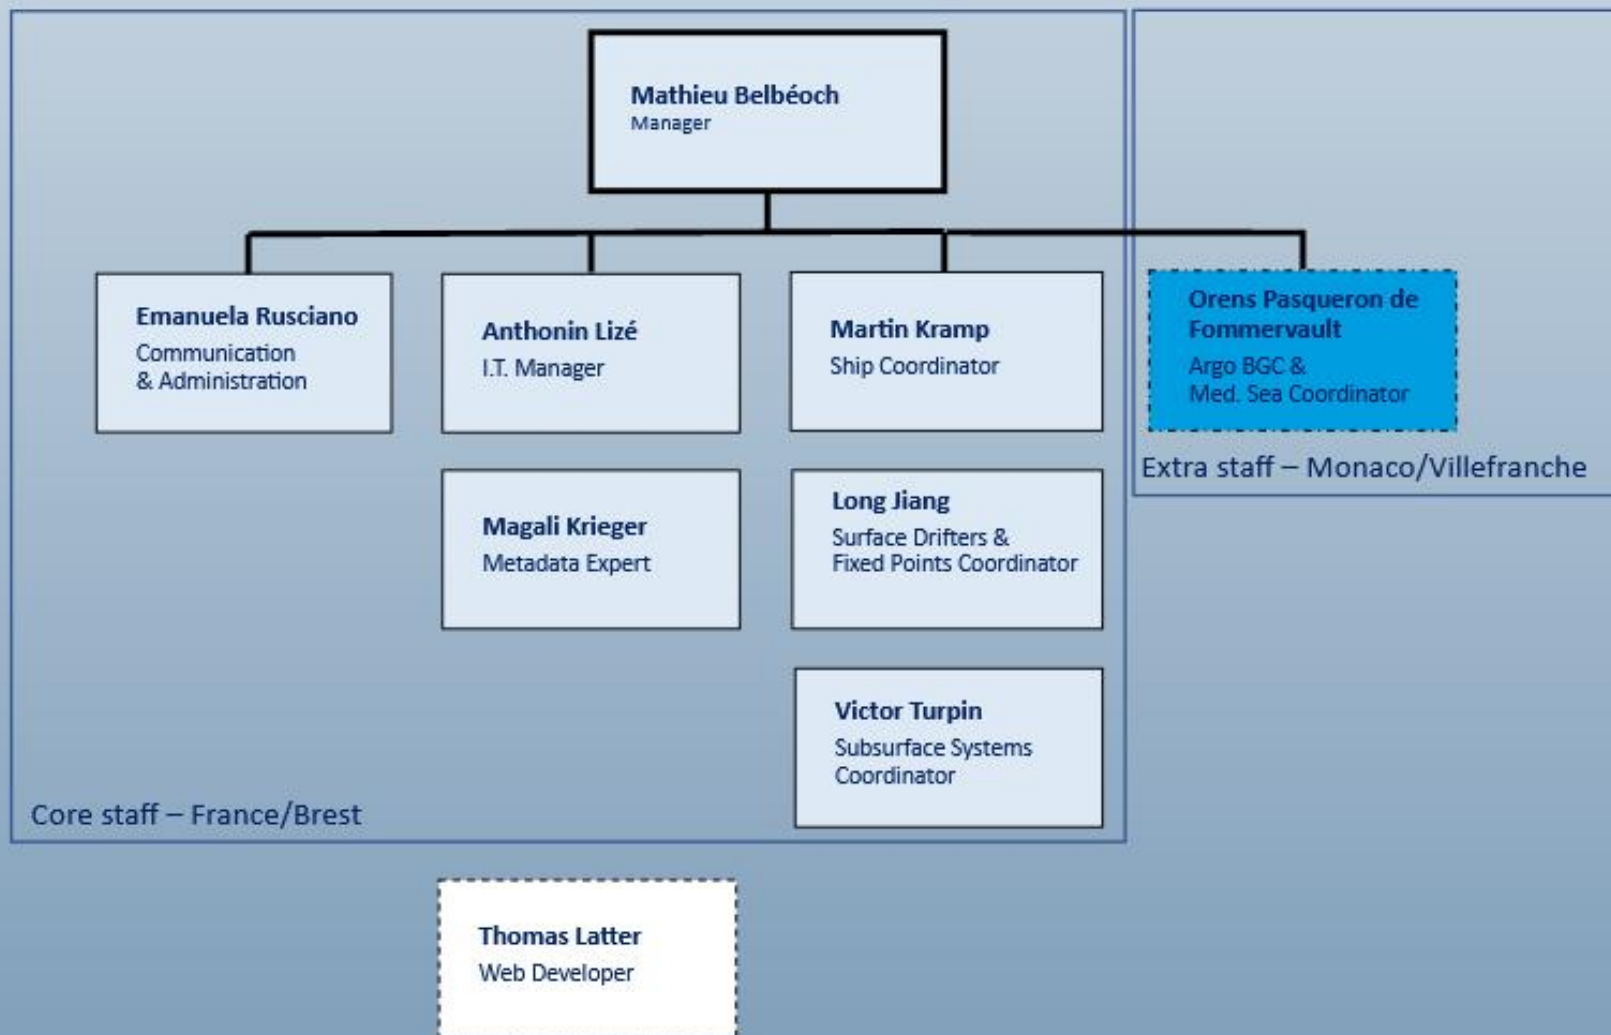 Mathieu Belbéoch
Manager
Emanuela Rusciano
Communication
& Administration
Anthonin Lizé
I.T. Manager
Martin Kramp
Ship Coordinator
Orens Pasqueron de
Fommervault
Argo BGC &
Med. Sea Coordinator
Extra staff – Monaco/Villefranche
Magali Krieger
Metadata Expert
Long Jiang
Surface Drifters &
Fixed Points Coordinator
Victor Turpin
Subsurface Systems
Coordinator
Core staff – France/Brest
Thomas Latter
Web Developer